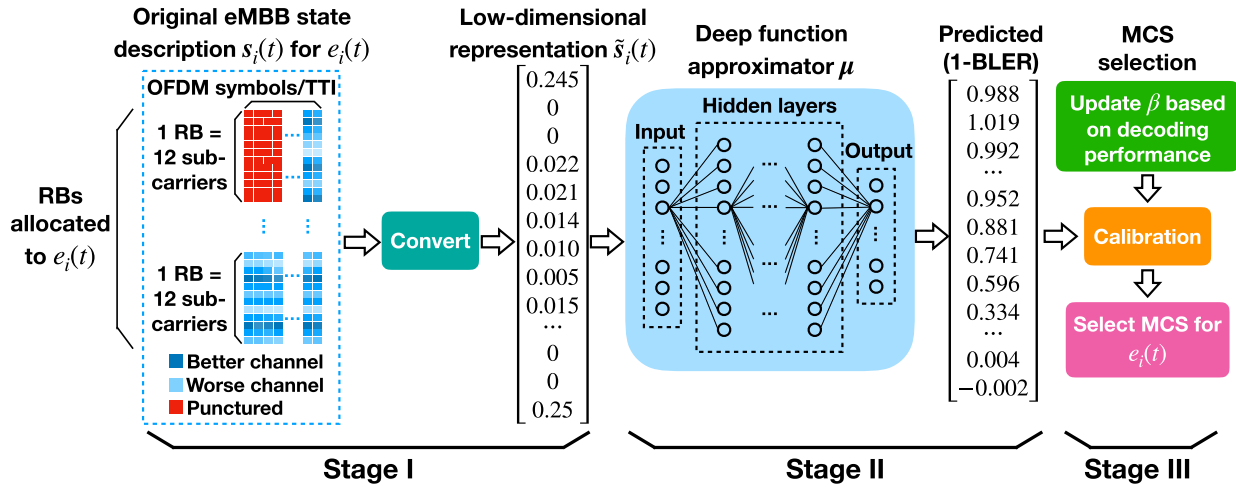 Original eMBB state
description s_i(t) for e_i(t)
OFDM symbols/TTI
1 RB =
12 sub-
carriers
...
RBs
allocated
to e_i(t)
⋮ ⋮
1 RB =
12 sub-
carriers
...
Better channel
Worse channel
Punctured
Convert
Stage I
Low-dimensional
representation s̃_i(t)
0.245
0
0
0.022
0.021
0.014
0.010
0.005
0.015
...
0
0
0.25
Deep function
approximator μ
Hidden layers
Input
Output
Stage II
Predicted
(1-BLER)
0.988
1.019
0.992
...
0.952
0.881
0.741
0.596
0.334
...
0.004
−0.002
MCS
selection
Update β based
on decoding
performance
Calibration
Select MCS for
e_i(t)
Stage III